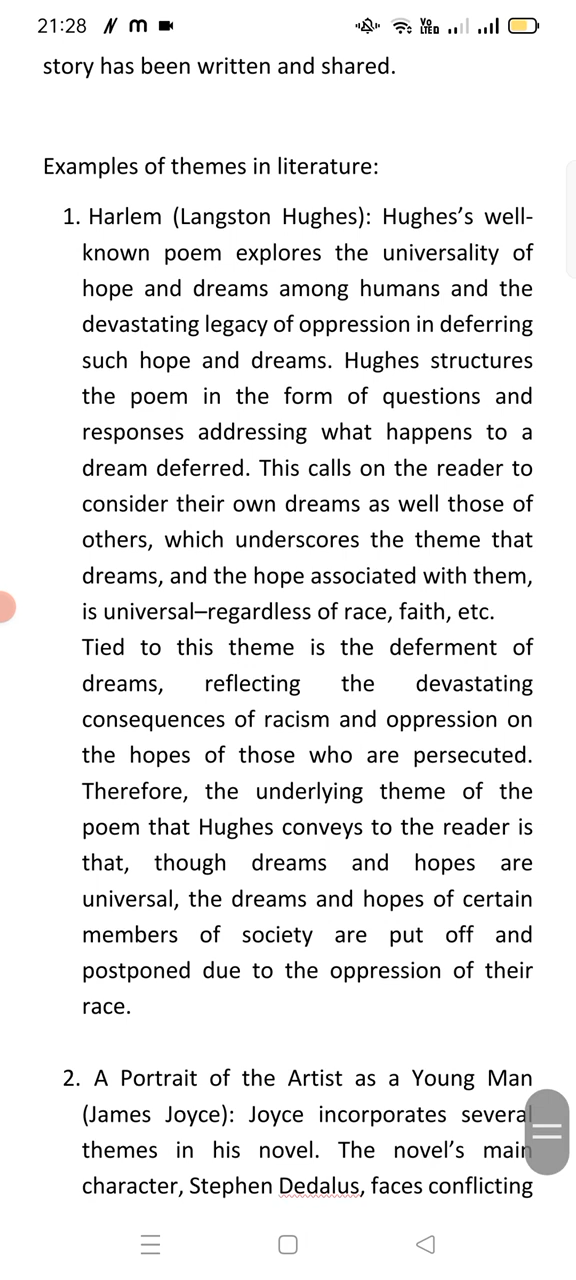 21:28
Vo
LTED
story has been written and shared.
Examples of themes in literature:
1. Harlem (Langston Hughes): Hughes’s well-
known poem explores the universality of
hope and dreams among humans and the
devastating legacy of oppression in deferring
such hope and dreams. Hughes structures
the poem in the form of questions and
responses addressing what happens to a
dream deferred. This calls on the reader to
consider their own dreams as well those of
others, which underscores the theme that
dreams, and the hope associated with them,
is universal–regardless of race, faith, etc.
Tied to this theme is the deferment of
dreams, reflecting the devastating
consequences of racism and oppression on
the hopes of those who are persecuted.
Therefore, the underlying theme of the
poem that Hughes conveys to the reader is
that, though dreams and hopes are
universal, the dreams and hopes of certain
members of society are put off and
postponed due to the oppression of their
race.
2. A Portrait of the Artist as a Young Man
(James Joyce): Joyce incorporates several
themes in his novel. The novel’s main
character, Stephen Dedalus, faces conflicting